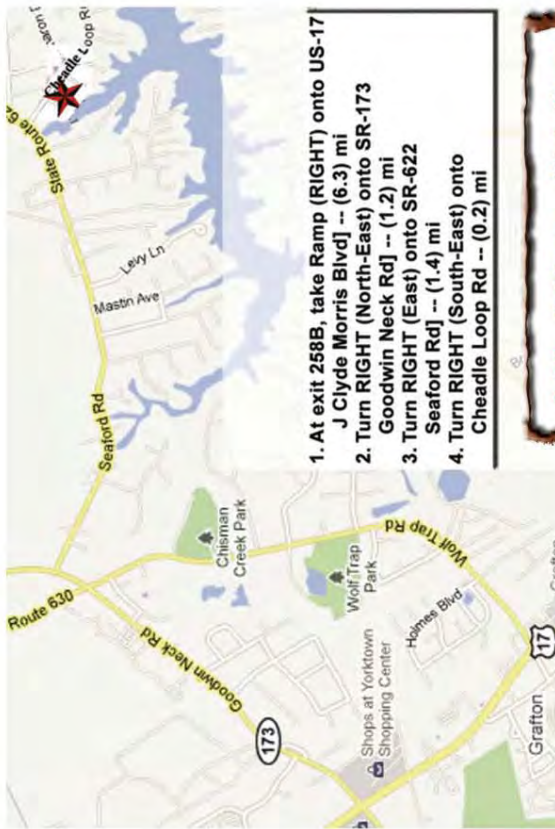 State Route 62
Cheadle Loop R
Seaford Rd
Levy Ln
Mastin Ave
Route 630
Chisman
Creek Park
Goodwin Neck Rd
Wolf Trap
Park
Wolf Trap Rd
Holmes Blvd
173
Shops at Yorktown
Shopping Center
17
Grafton
1. At exit 258B, take Ramp (RIGHT) onto US-17
J Clyde Morris Blvd] -- (6.3) mi
2. Turn RIGHT (North-East) onto SR-173
Goodwin Neck Rd] -- (1.2) mi
3. Turn RIGHT (East) onto SR-622
Seaford Rd] -- (1.4) mi
4. Turn RIGHT (South-East) onto
Cheadle Loop Rd -- (0.2) mi